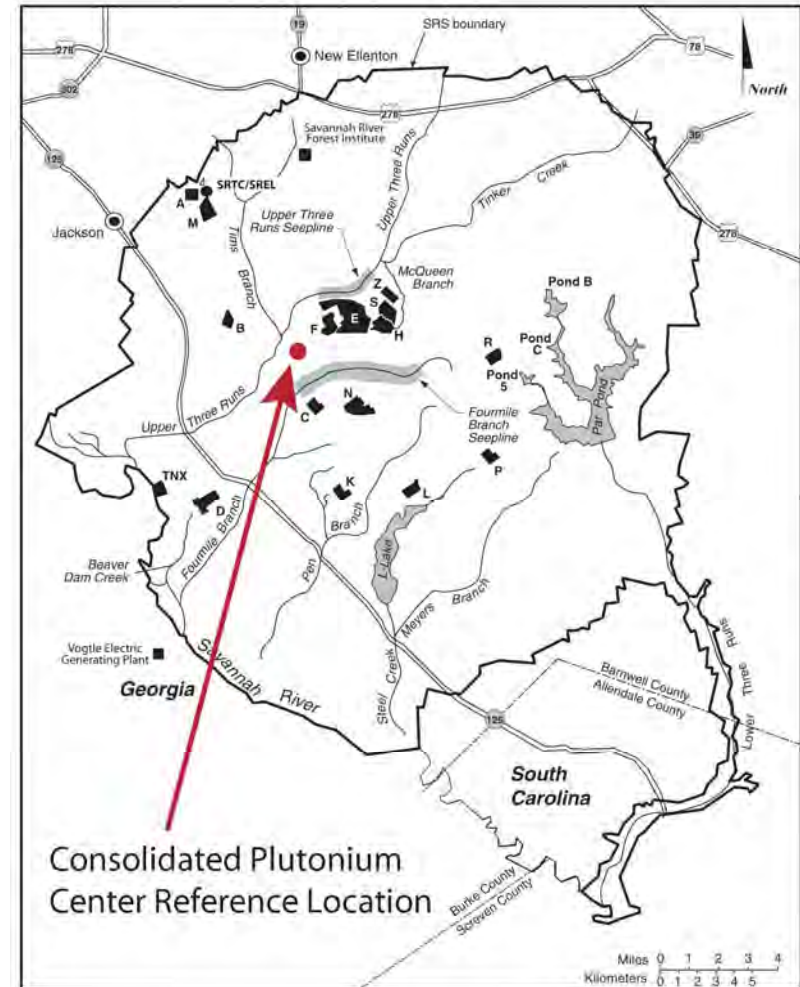 SRS boundary
19
278
New Ellenton
78
North
302
278
Savannah River
Forest Institute
125
39
SRTC/SREL
A
M
Upper Three Runs
Tinker Creek
278
Jackson
Tims
Branch
Upper Three
Runs Seepline
McQueen
Branch
Z
S
E
F
H
B
Pond B
Pond
C
R
Pond
5
Par Pond
N
C
Fourmile
Branch
Seepline
Upper Three Runs
P
TNX
K
L
D
Fourmile Branch
Pen Branch
L-Lake
Beaver
Dam Creek
Meyers Branch
Vogtle Electric
Generating Plant
Savannah River
Georgia
Steel Creek
Lower Three Runs
Barnwell County
Allendale County
125
South
Carolina
Consolidated Plutonium
Center Reference Location
Burke County
Screven County
Miles 0 1 2 3 4
Kilometers 0 1 2 3 4 5